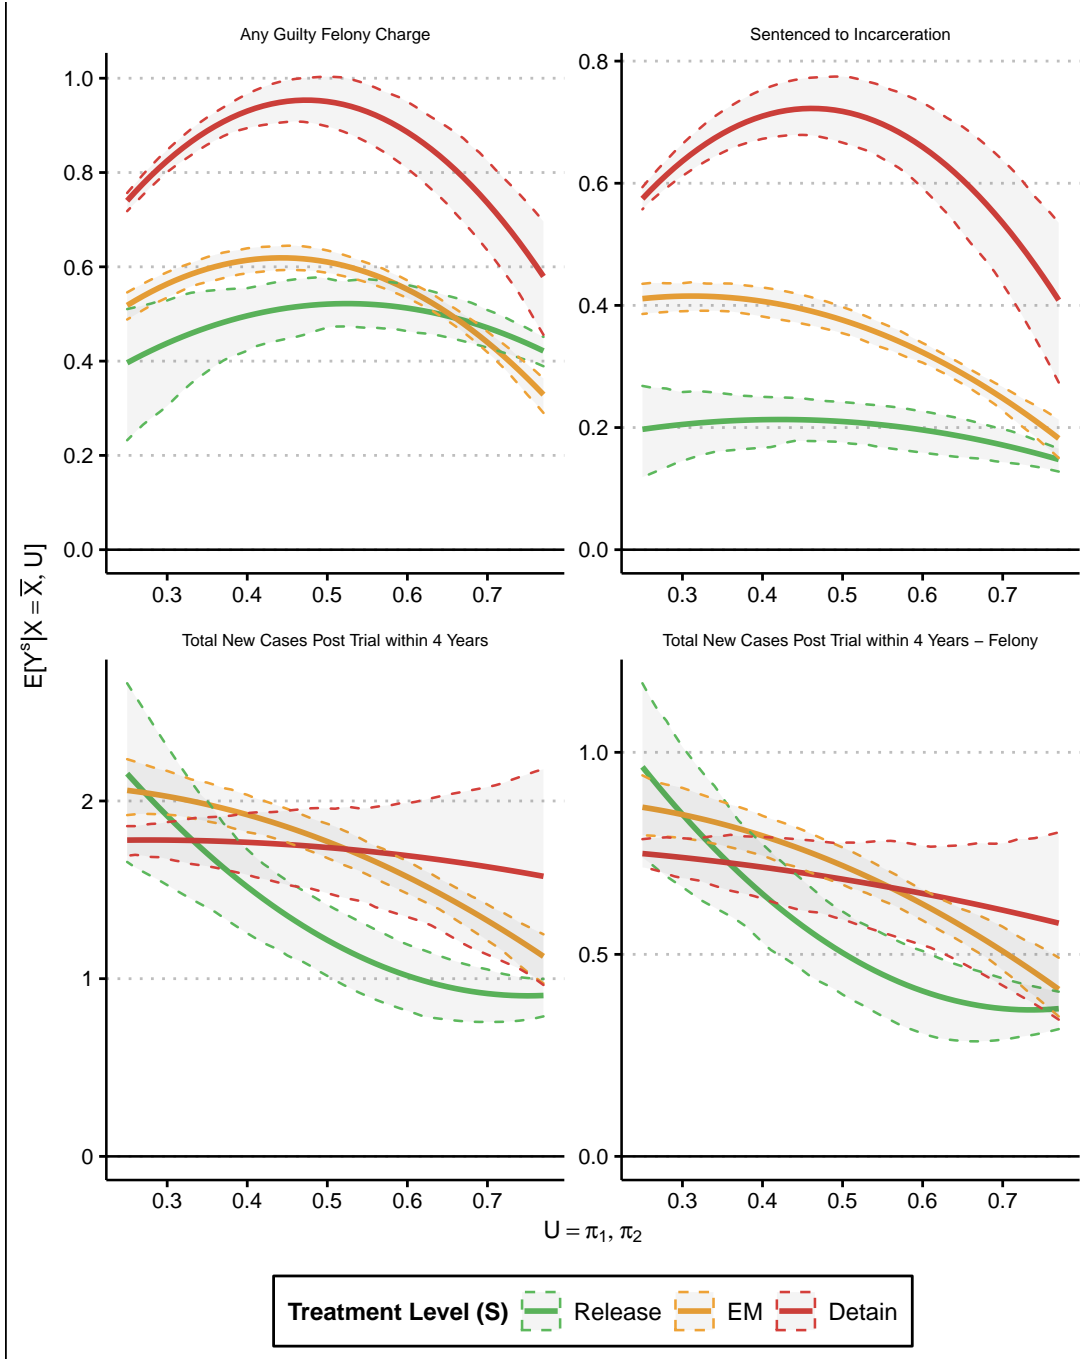 Any Guilty Felony Charge
Sentenced to Incarceration
1.0
0.8
0.6
0.4
0.2
0.0
0.3 0.4 0.5 0.6 0.7
0.8
0.6
0.4
0.2
0.0
0.3 0.4 0.5 0.6 0.7
E[Yˢ|X = X̅, U]
Total New Cases Post Trial within 4 Years
Total New Cases Post Trial within 4 Years − Felony
2
1
0
0.3 0.4 0.5 0.6 0.7
1.0
0.5
0.0
0.3 0.4 0.5 0.6 0.7
U = π₁, π₂
Treatment Level (S) Release EM Detain